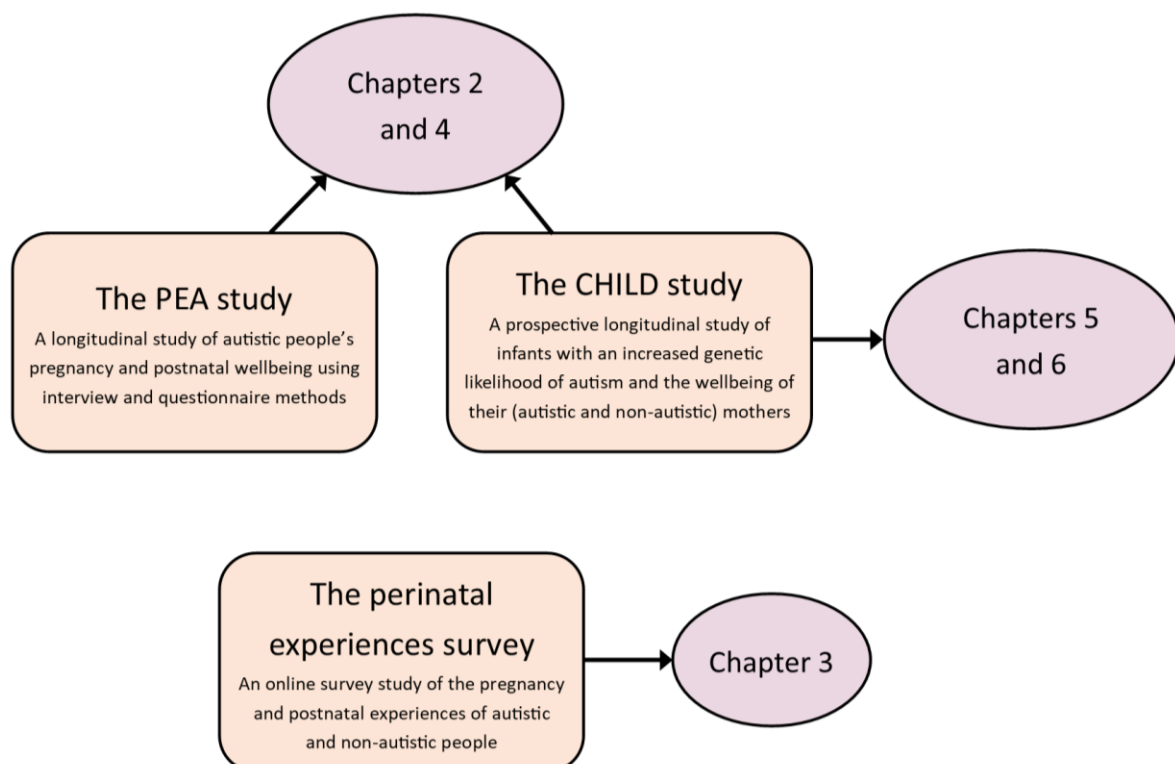 Chapters 2
and 4
The PEA study
A longitudinal study of autistic people’s
pregnancy and postnatal wellbeing using
interview and questionnaire methods
The CHILD study
A prospective longitudinal study of
infants with an increased genetic
likelihood of autism and the wellbeing of
their (autistic and non-autistic) mothers
Chapters 5
and 6
The perinatal
experiences survey
An online survey study of the pregnancy
and postnatal experiences of autistic
and non-autistic people
Chapter 3